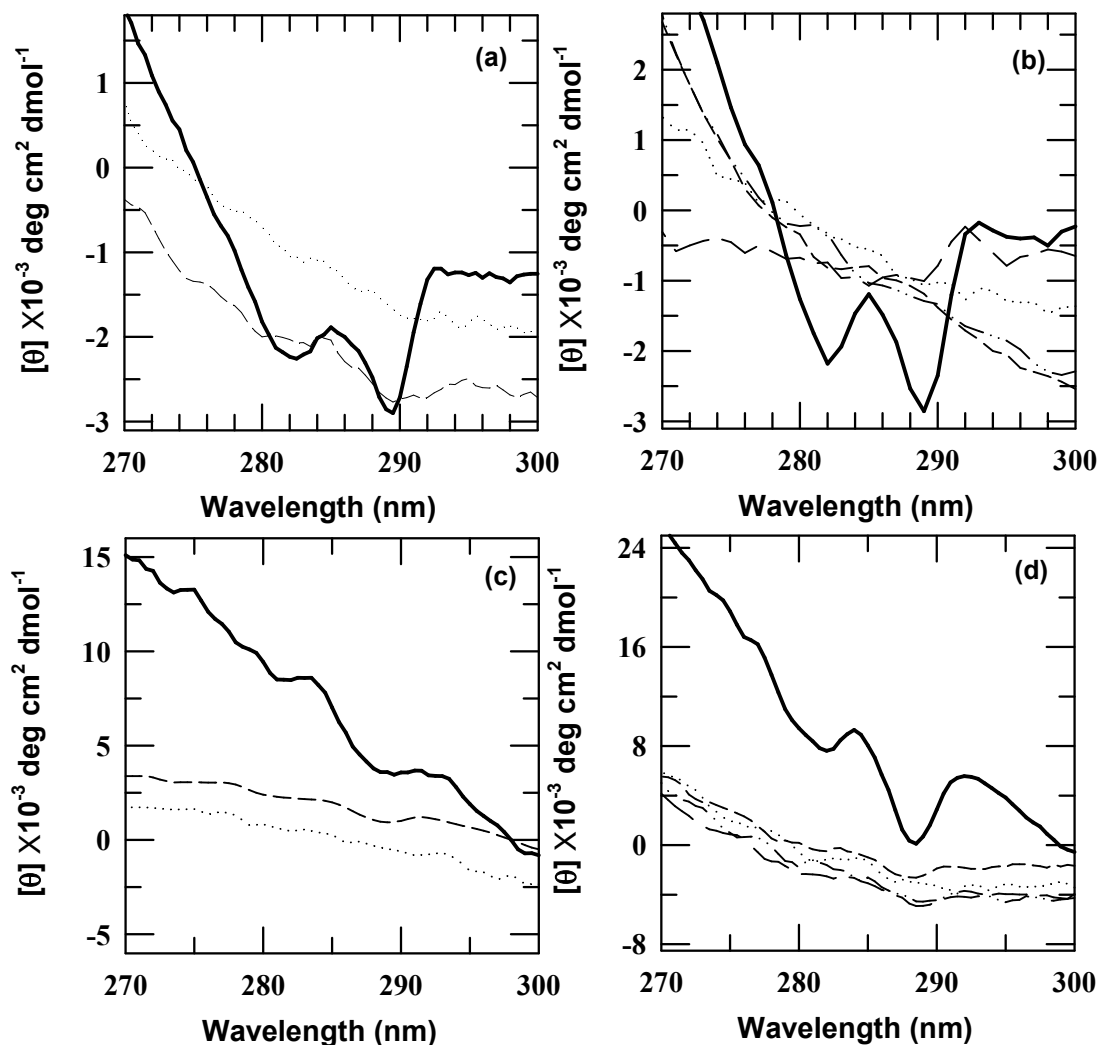 (a)
1
0
-1
-2
-3
[θ] X10⁻³ deg cm² dmol⁻¹
270 280 290 300
Wavelength (nm)
(b)
2
1
0
-1
-2
-3
[θ] X10⁻³ deg cm² dmol⁻¹
270 280 290 300
Wavelength (nm)
(c)
15
10
5
0
-5
[θ] X10⁻³ deg cm² dmol⁻¹
270 280 290 300
Wavelength (nm)
(d)
24
16
8
0
-8
[θ] X10⁻³ deg cm² dmol⁻¹
270 280 290 300
Wavelength (nm)